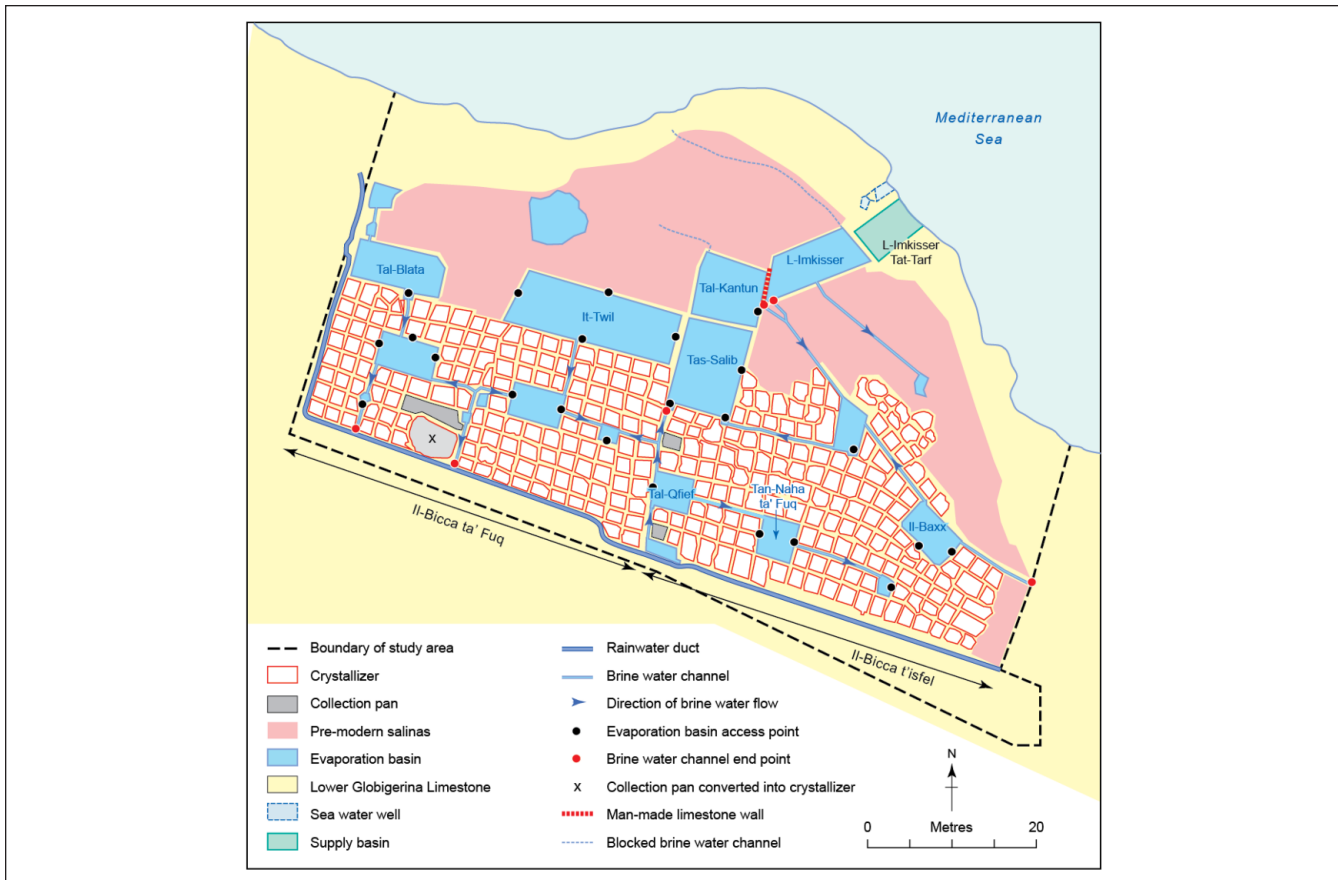 Mediterranean
Sea
L-Imkisser
Tat-Tarf
L-Imkisser
Tal-Blata
Tal-Kantun
It-Twil
Tas-Salib
X
Tal-Qfief
Tan-Naha
ta' Fuq
Il-Baxx
Il-Bicca ta' Fuq
Il-Bicca t'isfel
Boundary of study area
Crystallizer
Collection pan
Pre-modern salinas
Evaporation basin
Lower Globigerina Limestone
Sea water well
Supply basin
Rainwater duct
Brine water channel
Direction of brine water flow
Evaporation basin access point
Brine water channel end point
x Collection pan converted into crystallizer
Man-made limestone wall
Blocked brine water channel
N
0 Metres 20